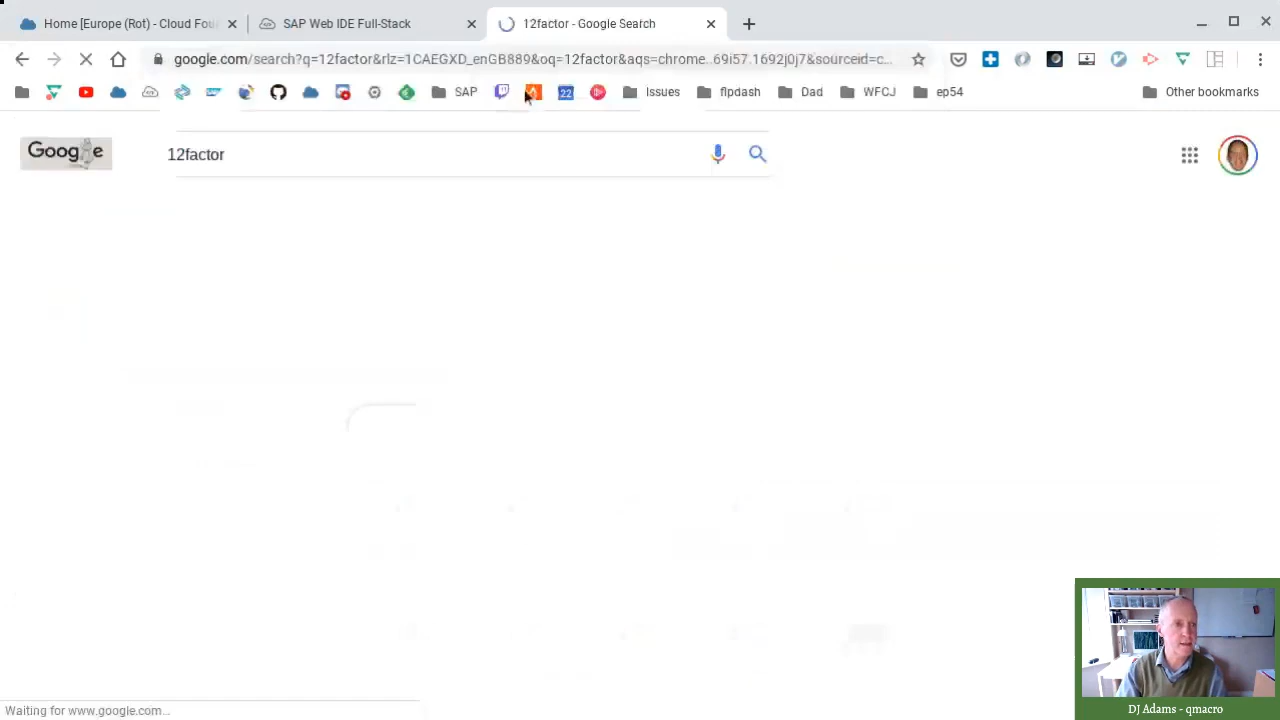 Home [Europe (Rot) - Cloud Fou
SAP Web IDE Full-Stack
12factor - Google Search
google.com/search?q=12factor&rlz=1CAEGXD_enGB889&oq=12factor&aqs=chrome..69i57.1692j0j7&sourceid=c...
SAP
22
Issues
flpdash
Dad
WFCJ
ep54
Other bookmarks
Google
12factor
Waiting for www.google.com...
DJ Adams - qmacro